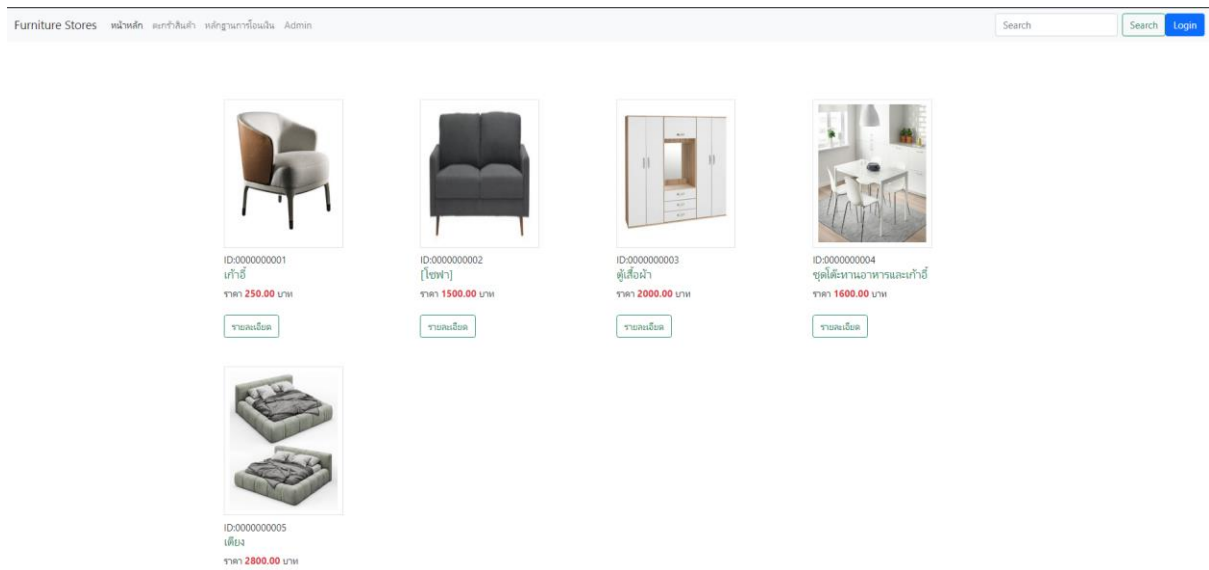 Furniture Stores หน้าหลัก ตะกร้าสินค้า หลักฐานการโอนเงิน Admin Search Search Login
ID:0000000001
เก้าอี้
ราคา 250.00 บาท
รายละเอียด
ID:0000000002
[โซฟา]
ราคา 1500.00 บาท
รายละเอียด
ID:0000000003
ตู้เสื้อผ้า
ราคา 2000.00 บาท
รายละเอียด
ID:0000000004
ชุดโต๊ะทานอาหารและเก้าอี้
ราคา 1600.00 บาท
รายละเอียด
ID:0000000005
เตียง
ราคา 2800.00 บาท